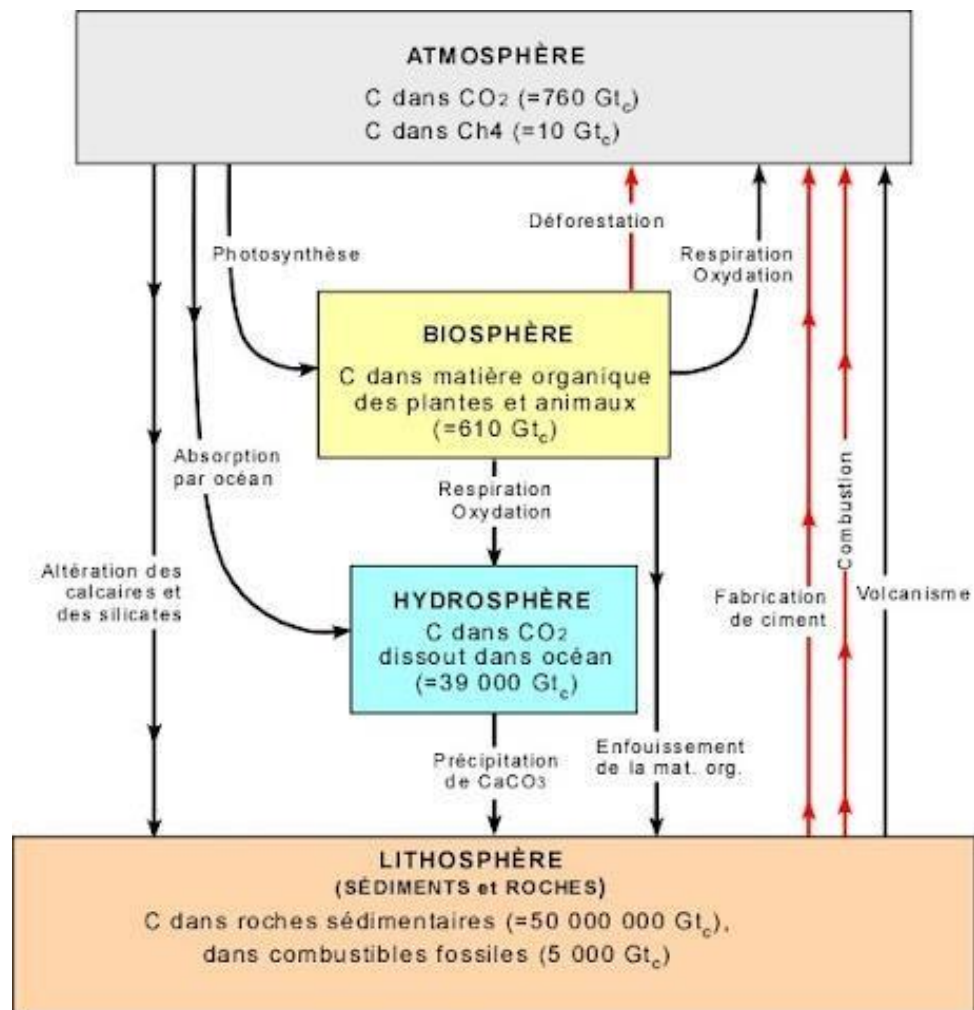 ATMOSPHÈRE
C dans CO₂ (=760 Gtc)
C dans Ch4 (=10 Gtc)
Déforestation
Photosynthèse
Respiration
Oxydation
BIOSPHÈRE
C dans matière organique
des plantes et animaux
(=610 Gtc)
Absorption
par océan
Respiration
Oxydation
Combustion
Altération des
calcaires et
des silicates
HYDROSPHÈRE
C dans CO₂
dissout dans océan
(=39 000 Gtc)
Fabrication
de ciment
Volcanisme
Précipitation
de CaCO₃
Enfouissement
de la mat. org.
LITHOSPHÈRE
(SÉDIMENTS et ROCHES)
C dans roches sédimentaires (=50 000 000 Gtc),
dans combustibles fossiles (5 000 Gtc)